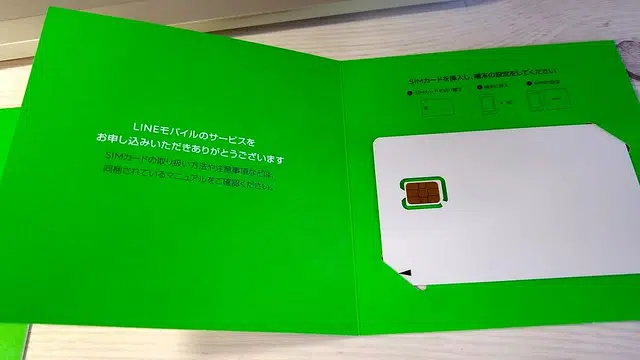 LINEモバイルのサービスを
お申し込みいただきありがとうございます
SIMカードの取り扱い方法や注意事項などは、
同梱されているマニュアルをご確認ください。
SIMカードを挿入し、端末の設定をしてください